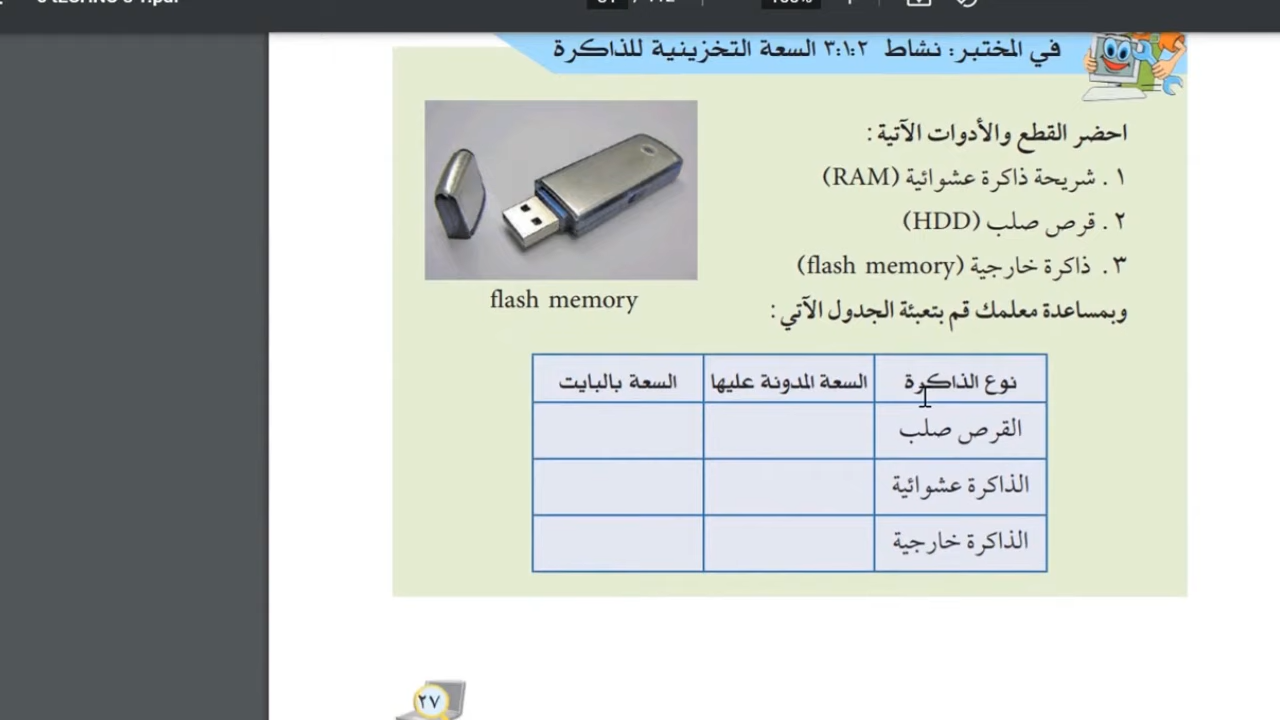 في المختبر: نشاط ٣:١:٢ السعة التخزينية للذاكرة
احضر القطع والأدوات الآتية:
١. شريحة ذاكرة عشوائية (RAM)
٢. قرص صلب (HDD)
٣. ذاكرة خارجية (flash memory)
flash memory
وبمساعدة معلمك قم بتعبئة الجدول الآتي:
نوع الذاكرة السعة المدونة عليها السعة بالبايت
القرص صلب
الذاكرة عشوائية
الذاكرة خارجية
٢٧